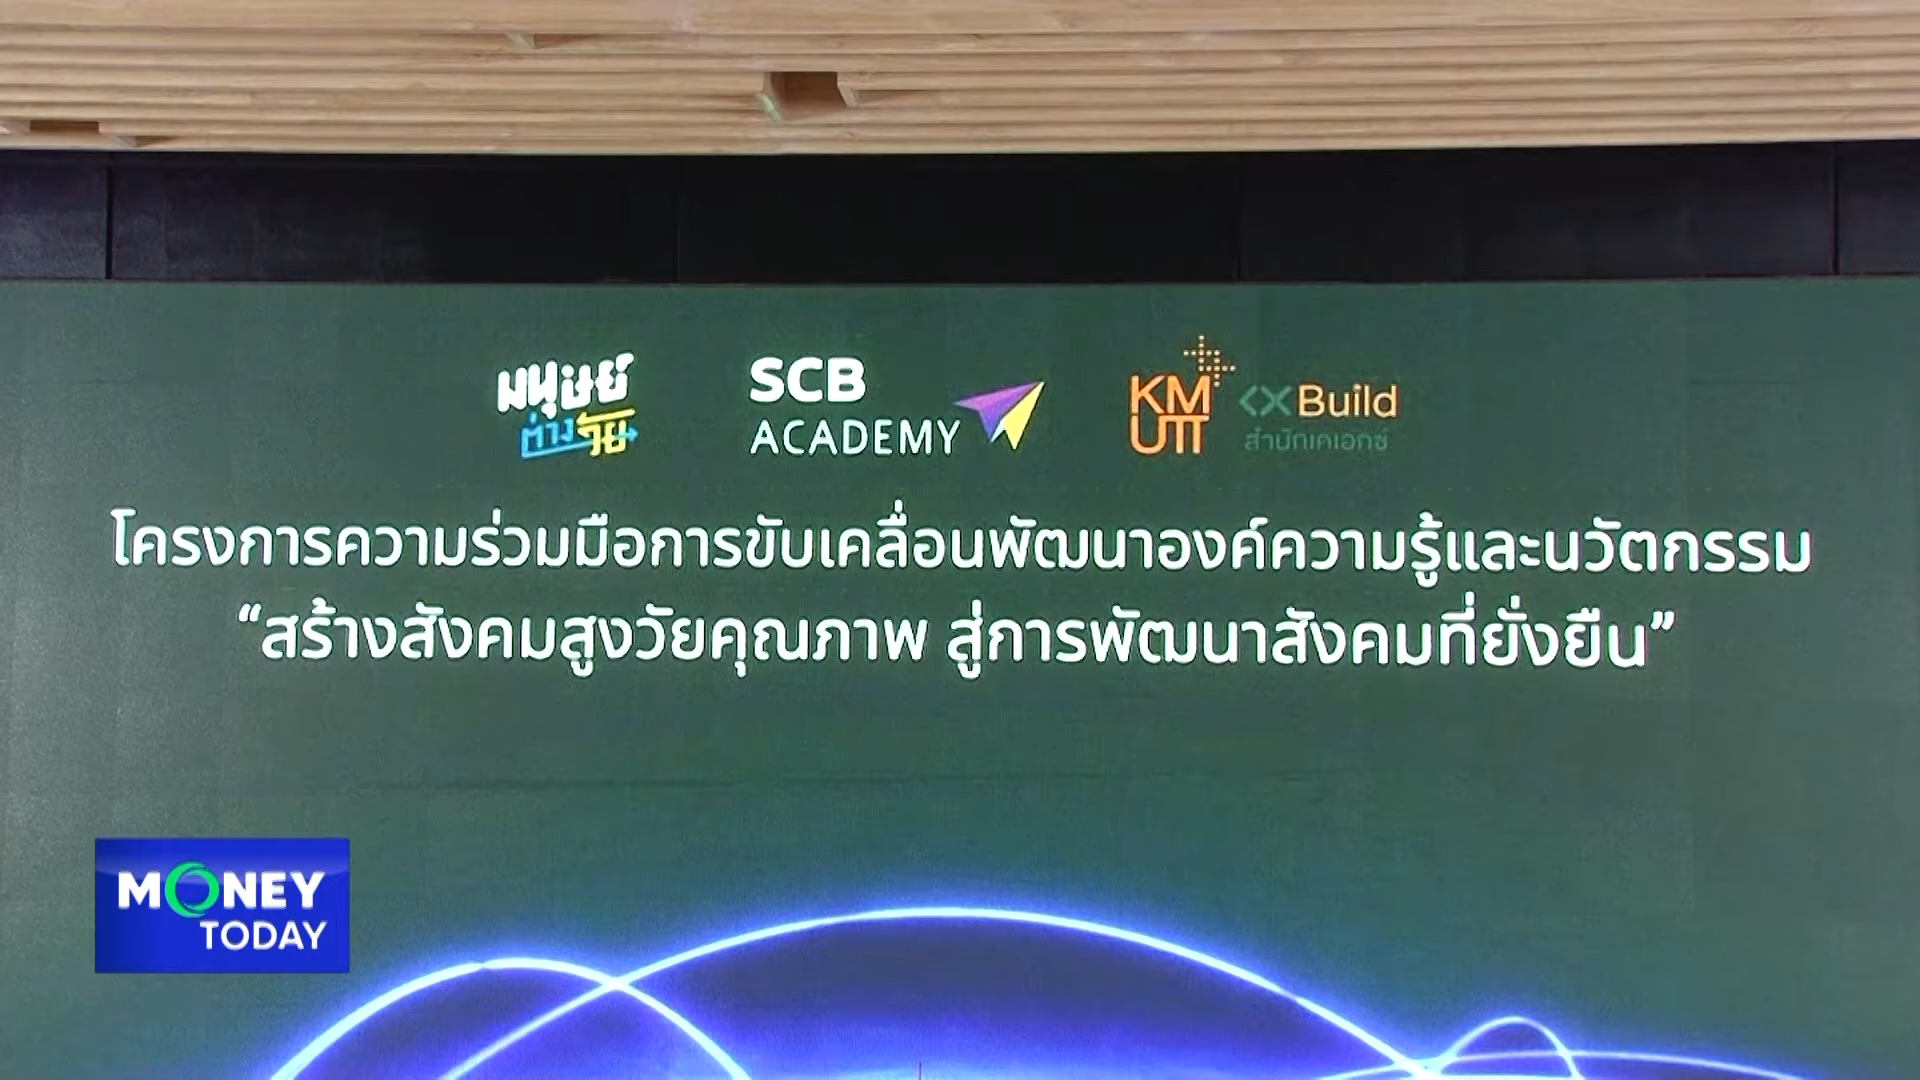 มนุษย์
ต่างวัย
SCB
ACADEMY
KM
UTT
KX Build
สำนักเคเอกซ์
โครงการความร่วมมือการขับเคลื่อนพัฒนาองค์ความรู้และนวัตกรรม
“สร้างสังคมสูงวัยคุณภาพ สู่การพัฒนาสังคมที่ยั่งยืน”
MONEY
TODAY